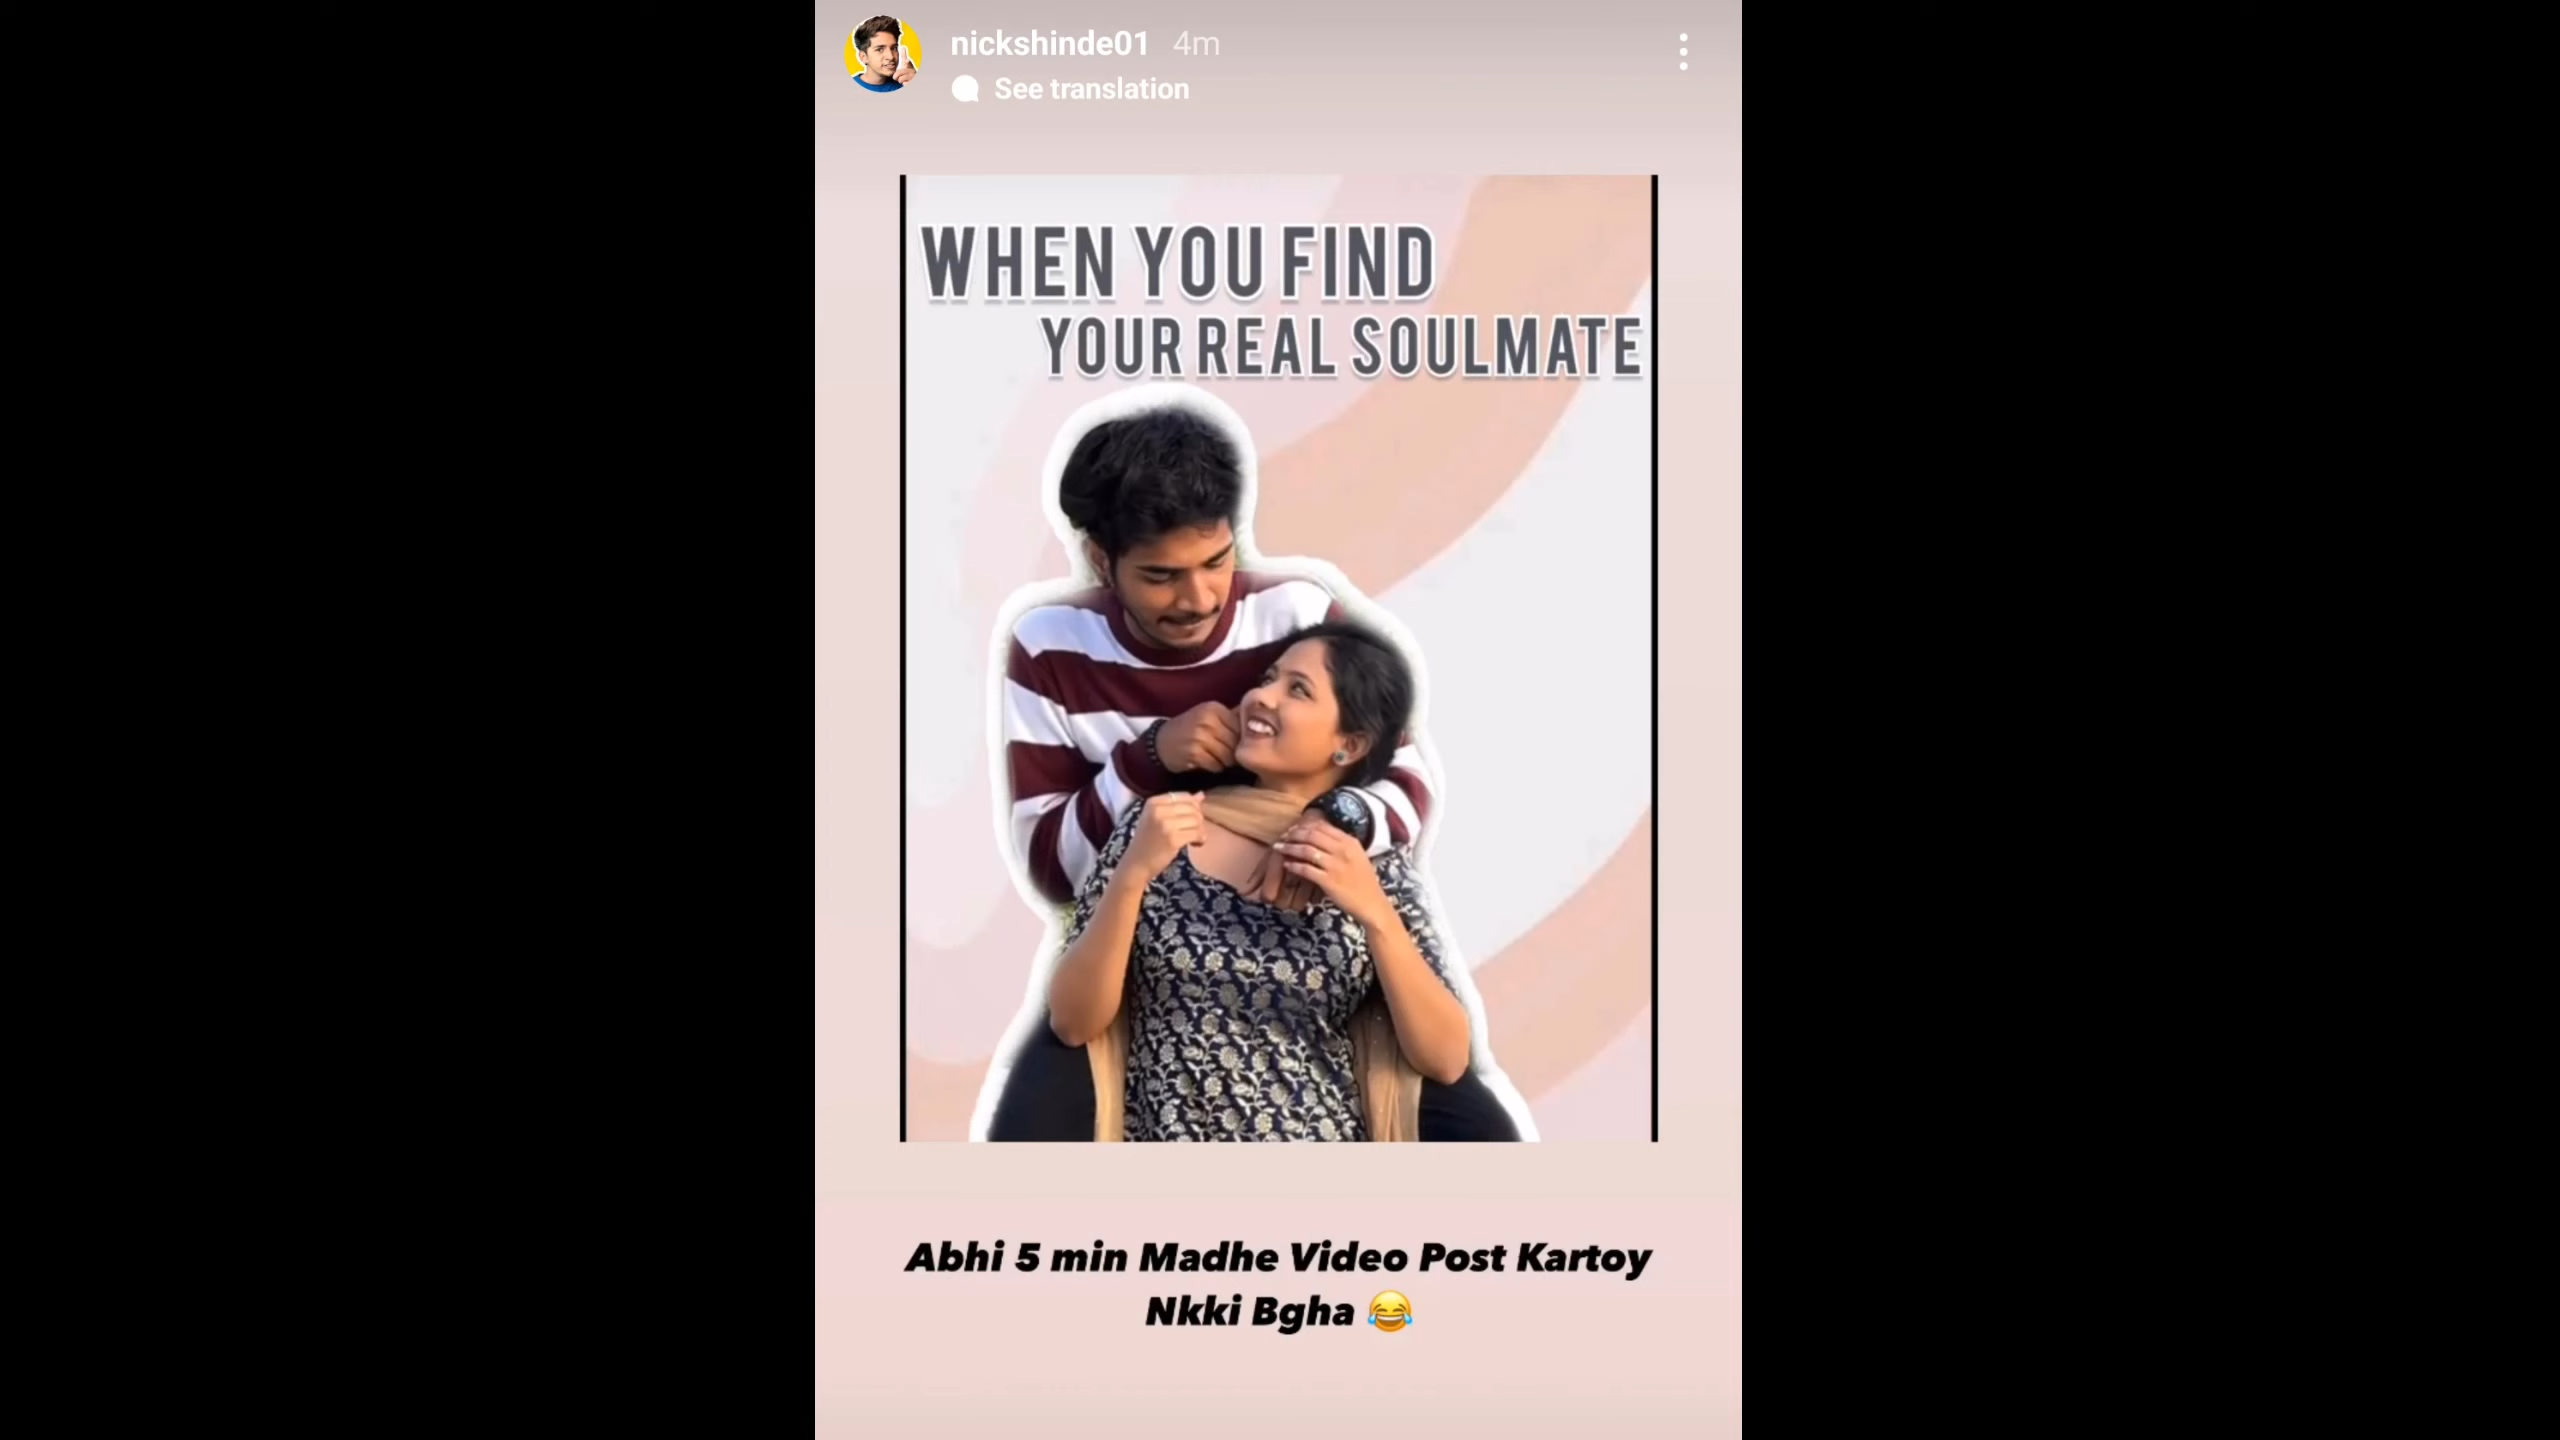 nickshinde01 4m
See translation
WHEN YOU FIND
YOUR REAL SOULMATE
Abhi 5 min Madhe Video Post Kartoy
Nkki Bgha 😂